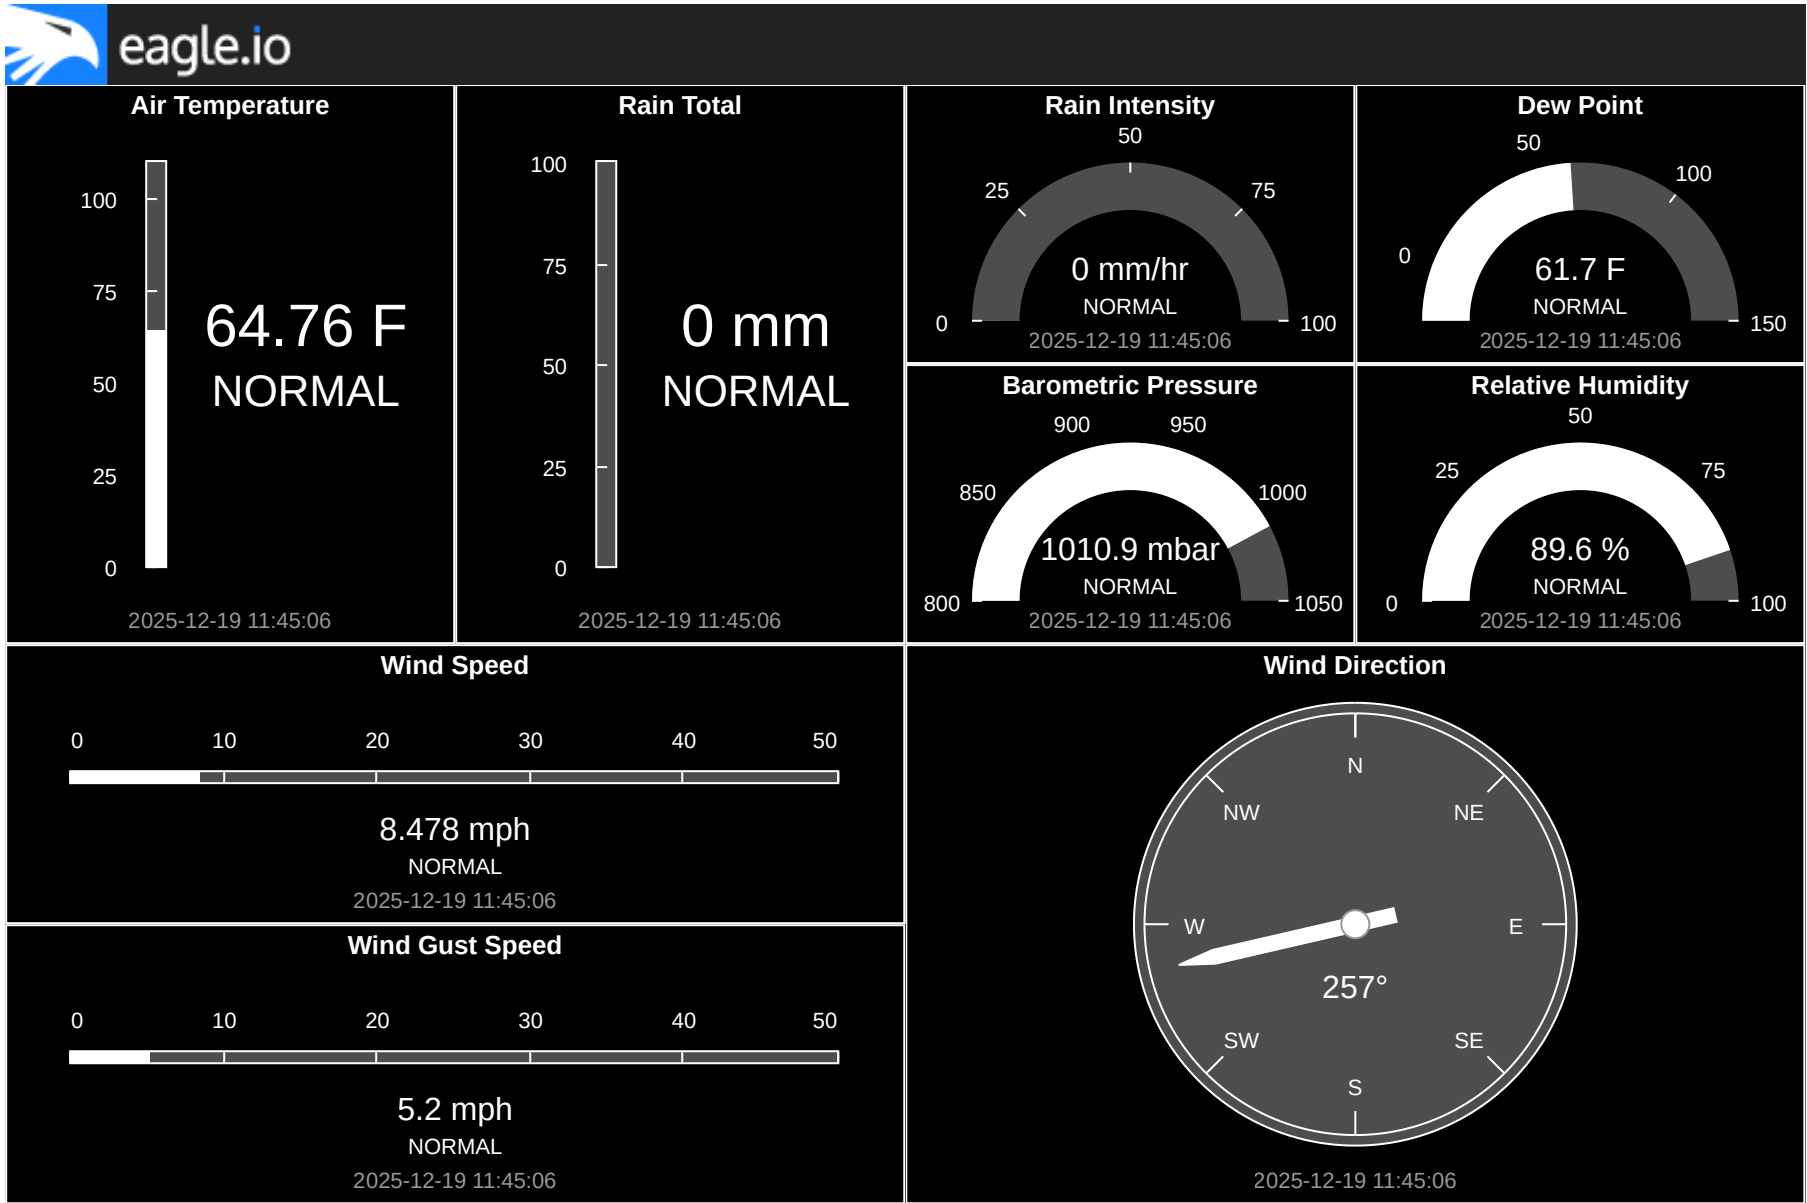 eagle.io
Air Temperature
100
75
50
25
0
64.76 F
NORMAL
2025-12-19 11:45:06
Rain Total
100
75
50
25
0
0 mm
NORMAL
2025-12-19 11:45:06
Rain Intensity
0
25
50
75
100
0 mm/hr
NORMAL
2025-12-19 11:45:06
Dew Point
0
50
100
150
61.7 F
NORMAL
2025-12-19 11:45:06
Barometric Pressure
800
850
900
950
1000
1050
1010.9 mbar
NORMAL
2025-12-19 11:45:06
Relative Humidity
0
25
50
75
100
89.6 %
NORMAL
2025-12-19 11:45:06
Wind Speed
0 10 20 30 40 50
8.478 mph
NORMAL
2025-12-19 11:45:06
Wind Gust Speed
0 10 20 30 40 50
5.2 mph
NORMAL
2025-12-19 11:45:06
Wind Direction
N
NW NE
W E
257°
SW SE
S
2025-12-19 11:45:06